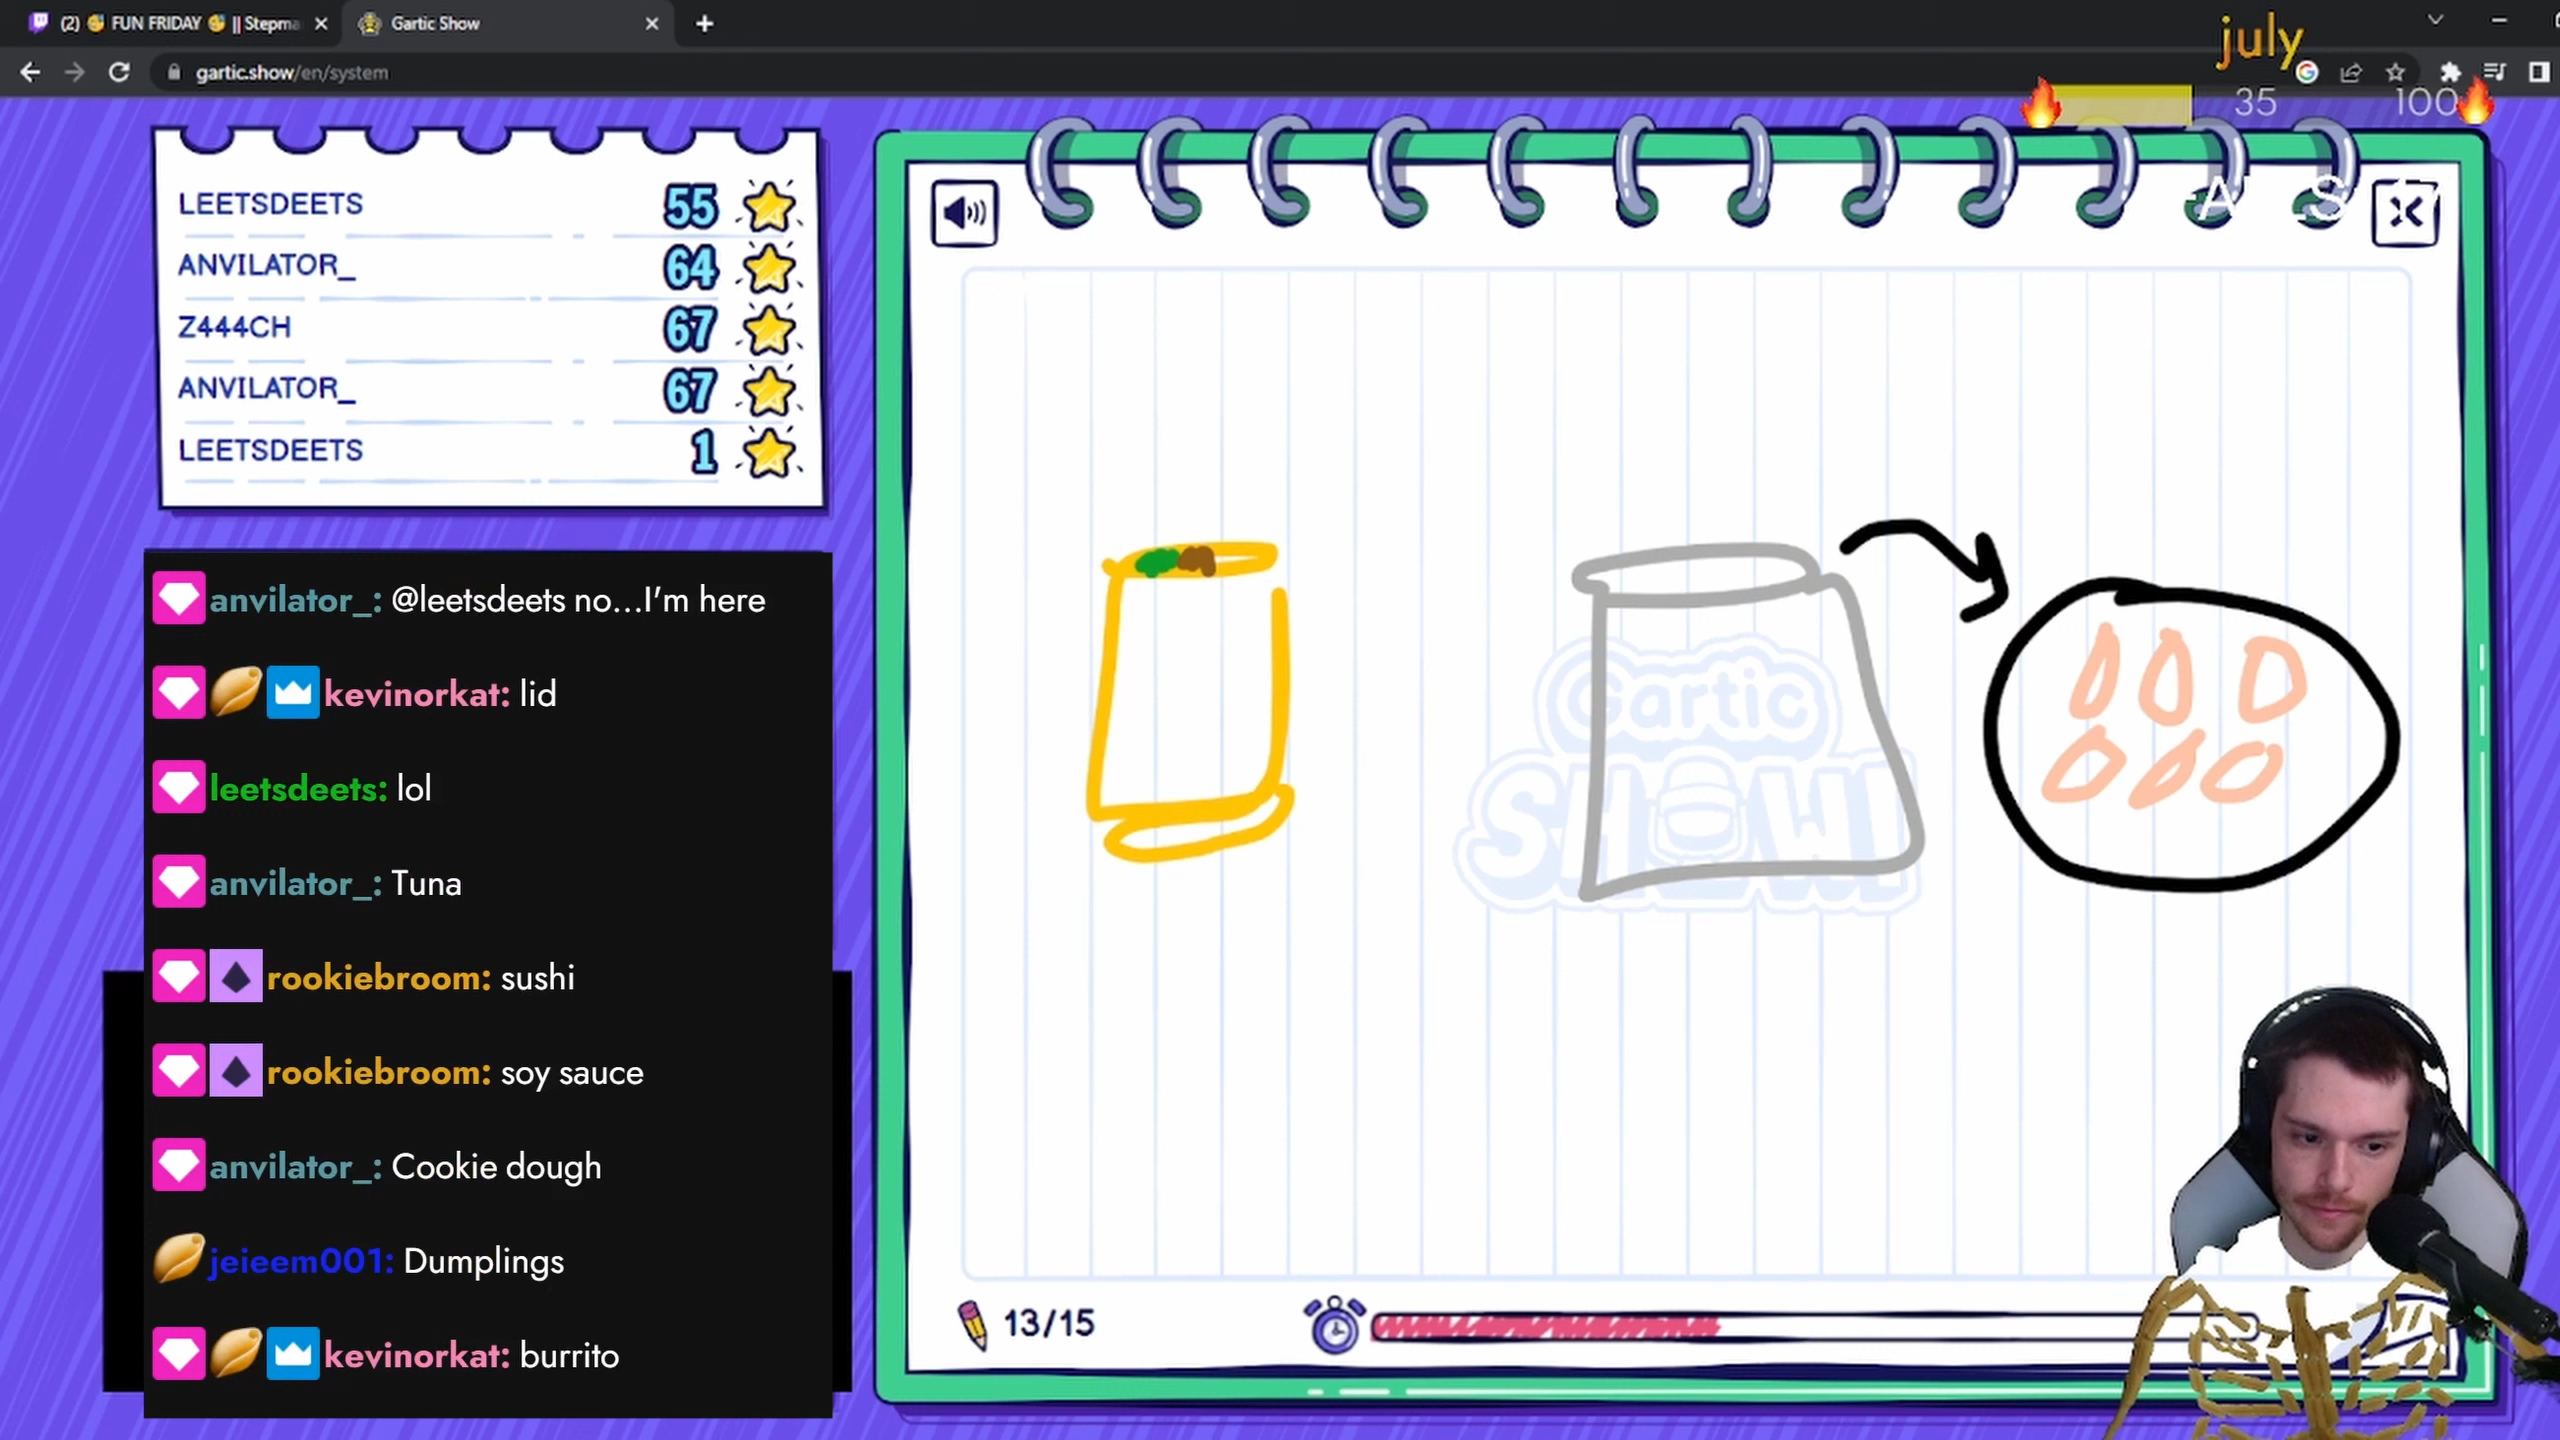 (2) 😴 FUN FRIDAY 😴 || Stepma
Gartic Show
july
gartic.show/en/system
35 100
LEETSDEETS 55
ANVILATOR_ 64
Z444CH 67
ANVILATOR_ 67
LEETSDEETS 1
anvilator_: @leetsdeets no...I'm here
kevinorkat: lid
leetsdeets: lol
anvilator_: Tuna
rookiebroom: sushi
rookiebroom: soy sauce
anvilator_: Cookie dough
jeieem001: Dumplings
kevinorkat: burrito
Gartic
SHOW!
13/15